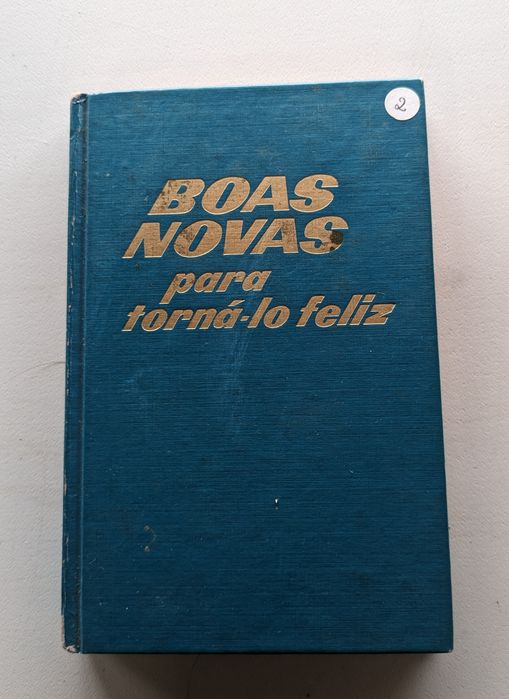 2
BOAS
NOVAS
para
torná-lo feliz